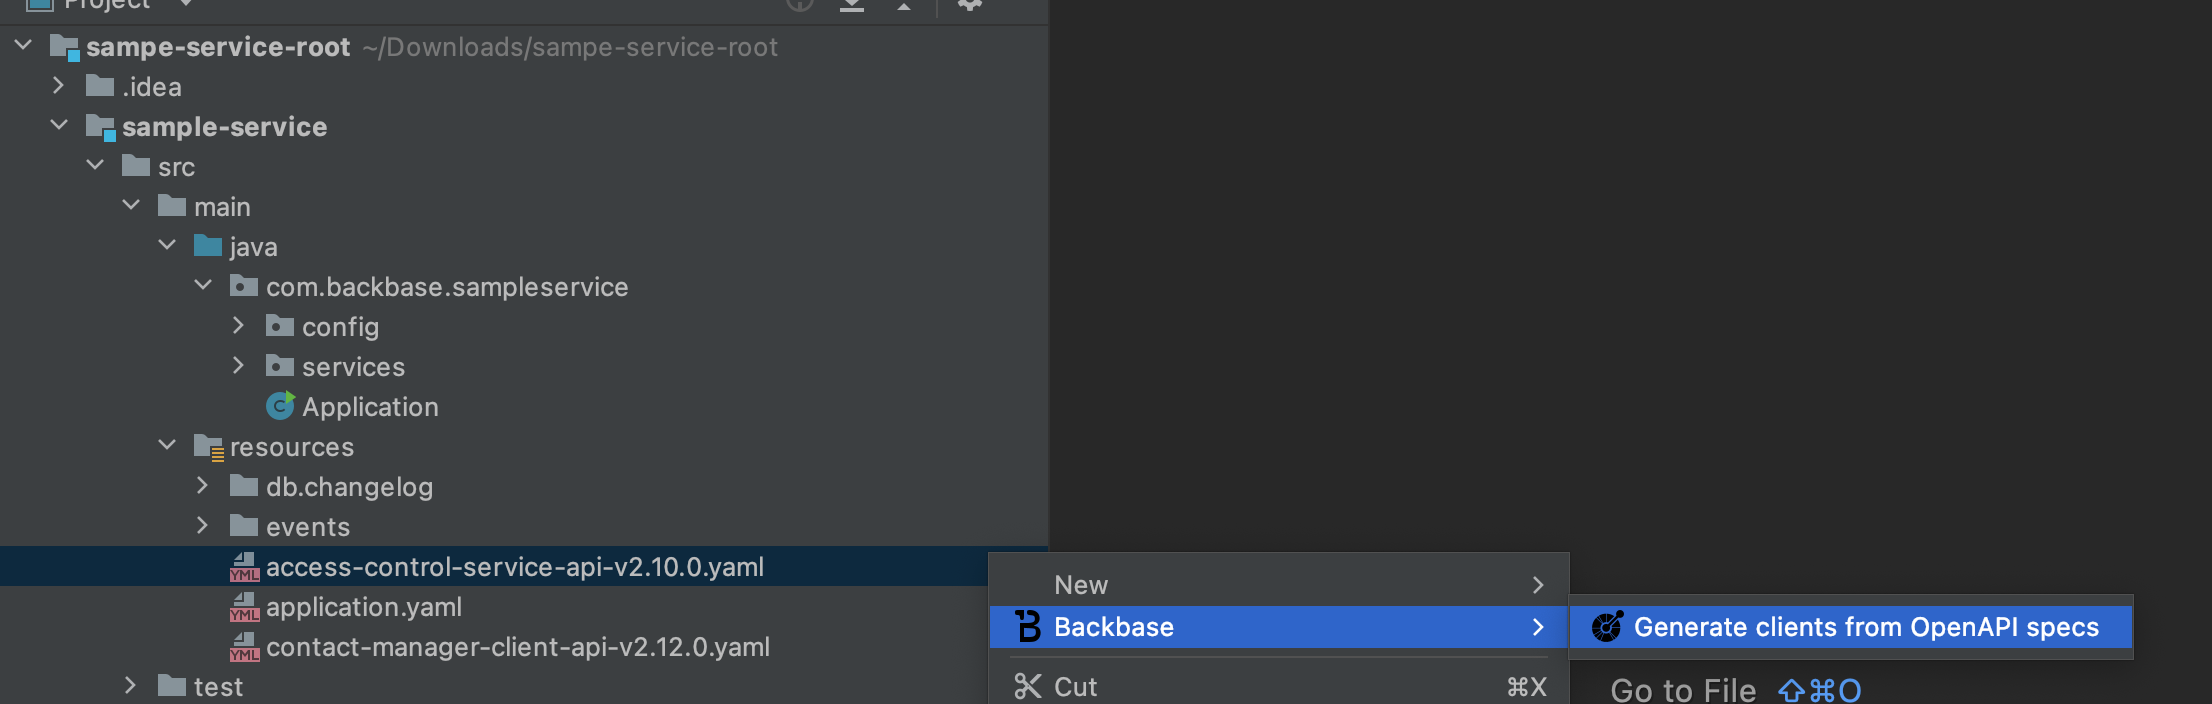 Project
sampe-service-root ~/Downloads/sampe-service-root
.idea
sample-service
src
main
java
com.backbase.sampleservice
config
services
Application
resources
db.changelog
events
access-control-service-api-v2.10.0.yaml
application.yaml
contact-manager-client-api-v2.12.0.yaml
test
New
Backbase
Cut ⌘X
Generate clients from OpenAPI specs
Go to File ⇧⌘O